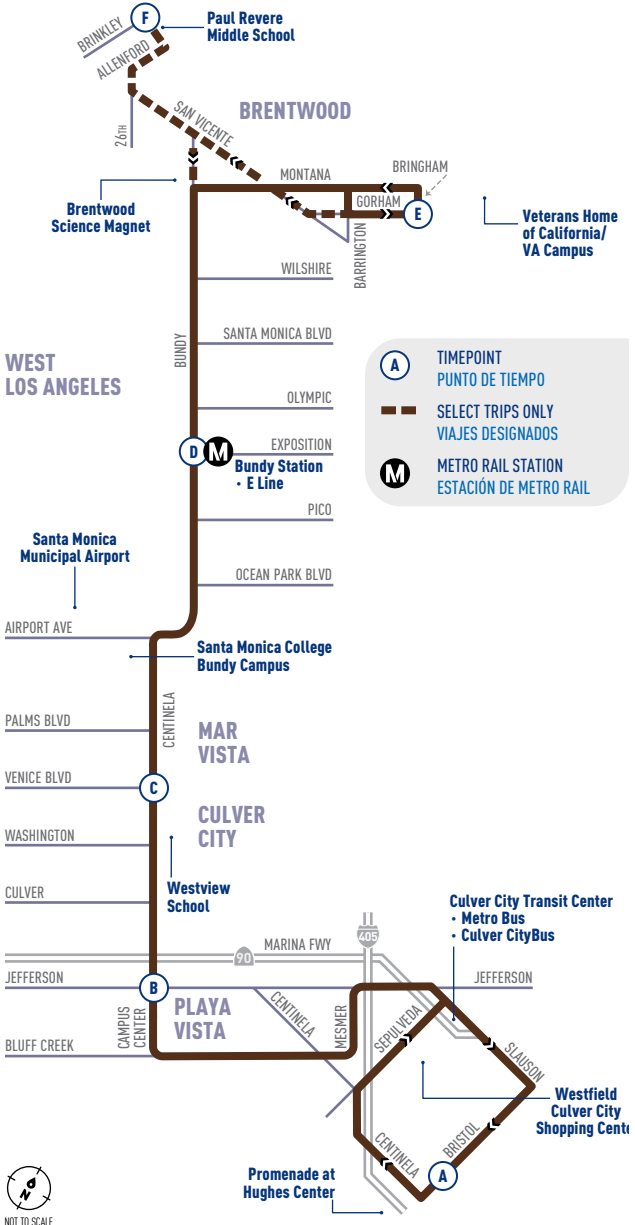 F
Paul Revere
Middle School
BRINKLEY
ALLENFORD
26TH
SAN VICENTE
BRENTWOOD
MONTANA
BRINGHAM
GORHAM
E
BARRINGTON
Brentwood
Science Magnet
Veterans Home
of California/
VA Campus
WILSHIRE
BUNDY
SANTA MONICA BLVD
WEST
LOS ANGELES
OLYMPIC
A
TIMEPOINT
PUNTO DE TIEMPO
SELECT TRIPS ONLY
VIAJES DESIGNADOS
M
METRO RAIL STATION
ESTACIÓN DE METRO RAIL
D
M
EXPOSITION
Bundy Station
• E Line
PICO
Santa Monica
Municipal Airport
OCEAN PARK BLVD
AIRPORT AVE
Santa Monica College
Bundy Campus
CENTINELA
PALMS BLVD
MAR
VISTA
VENICE BLVD
C
CULVER
CITY
WASHINGTON
Westview
School
CULVER
Culver City Transit Center
• Metro Bus
• Culver CityBus
405
MARINA FWY
90
JEFFERSON
B
JEFFERSON
CAMPUS
CENTER
PLAYA
VISTA
CENTINELA
MESMER
SEPULVEDA
SLAUSON
BLUFF CREEK
Westfield
Culver City
Shopping Cente
BRISTOL
CENTINELA
A
Promenade at
Hughes Center
N
NOT TO SCALE